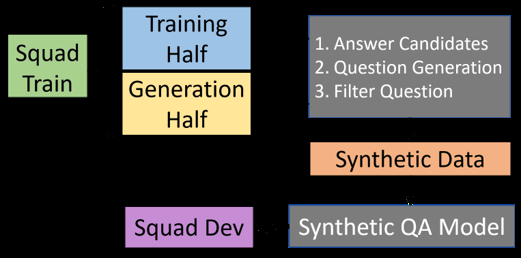 Squad
Train
Training
Half
Generation
Half
1. Answer Candidates
2. Question Generation
3. Filter Question
Synthetic Data
Squad Dev
Synthetic QA Model